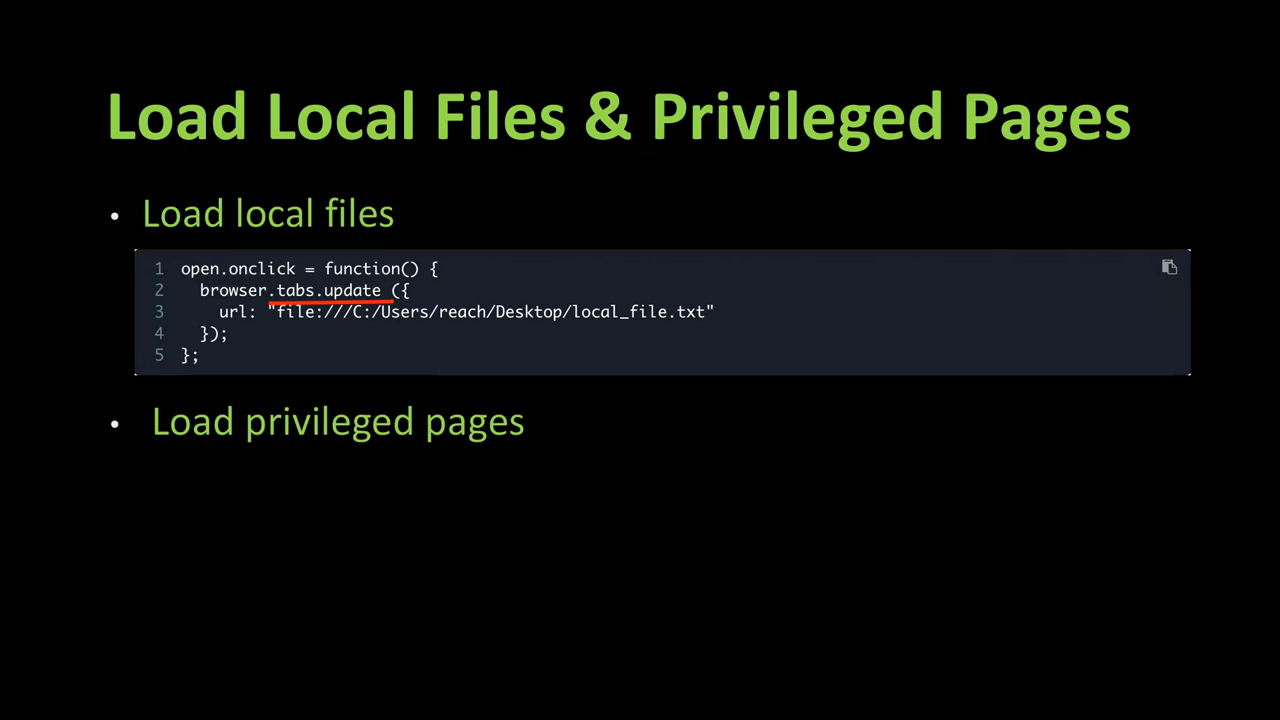 Load Local Files & Privileged Pages
• Load local files
1 open.onclick = function() {
2   browser.tabs.update ({
3     url: "file:///C:/Users/reach/Desktop/local_file.txt"
4   });
5 };
• Load privileged pages